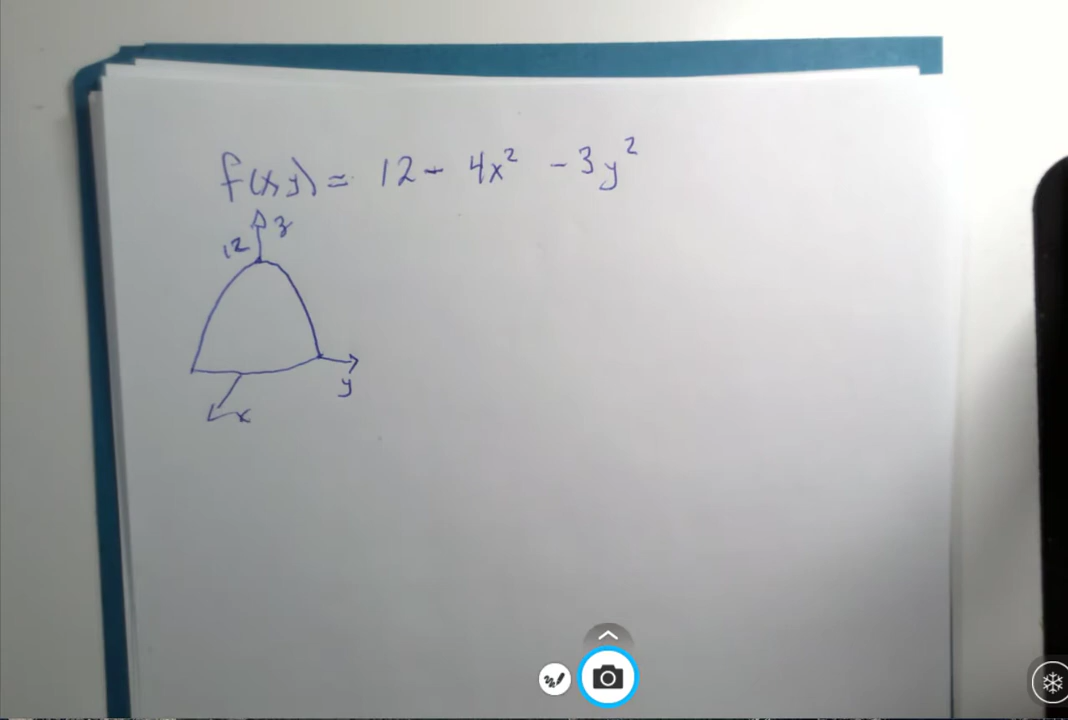 f(x,y) = 12 - 4x² - 3y²
z
12
y
x